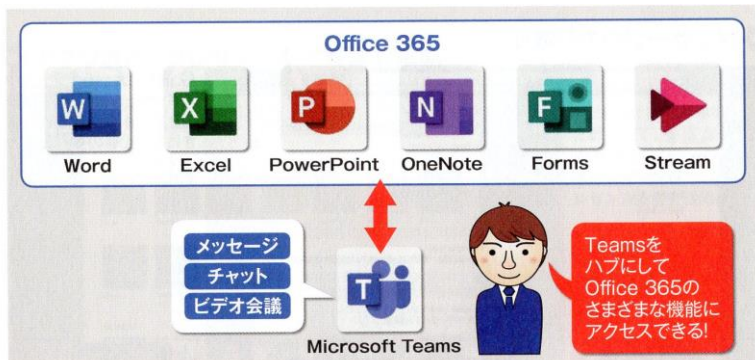 Office 365
W
X
P
N
F
Word
Excel
PowerPoint
OneNote
Forms
Stream
メッセージ
チャット
ビデオ会議
T
Microsoft Teams
Teamsを
ハブにして
Office 365の
さまざまな機能に
アクセスできる!